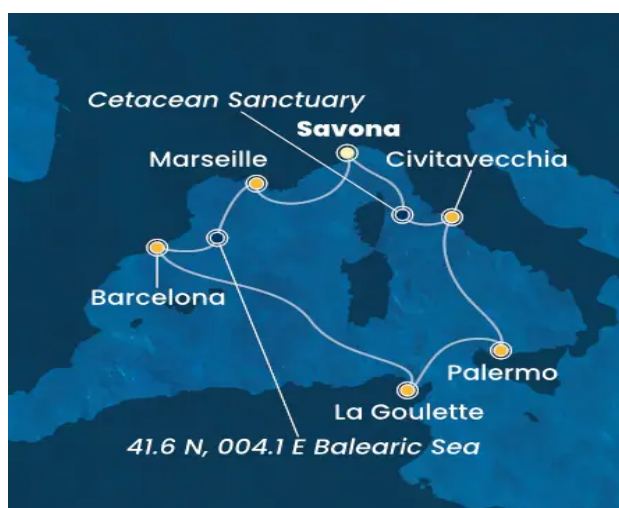 Cetacean Sanctuary
Savona
Marseille
Civitavecchia
Barcelona
Palermo
La Goulette
41.6 N, 004.1 E Balearic Sea